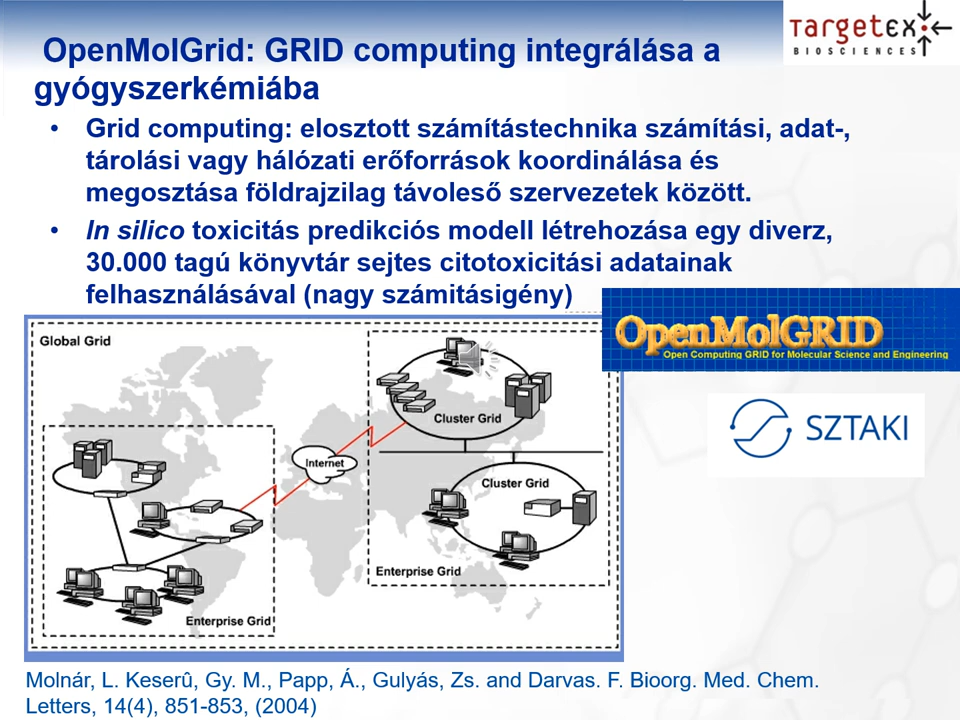 TARGETEX
BIOSCIENCES
OpenMolGrid: GRID computing integrálása a
gyógyszerkémiába
• Grid computing: elosztott számítástechnika számítási, adat-,
tárolási vagy hálózati erőforrások koordinálása és
megosztása földrajzilag távoleső szervezetek között.
• In silico toxicitás predikciós modell létrehozása egy diverz,
30.000 tagú könyvtár sejtes citotoxicitási adatainak
felhasználásával (nagy számitásigény)
OpenMolGRID
Open Computing GRID for Molecular Science and Engineering
SZTAKI
Global Grid
Cluster Grid
Internet
Cluster Grid
Enterprise Grid
Enterprise Grid
Molnár, L. Keserû, Gy. M., Papp, Á., Gulyás, Zs. and Darvas. F. Bioorg. Med. Chem.
Letters, 14(4), 851-853, (2004)